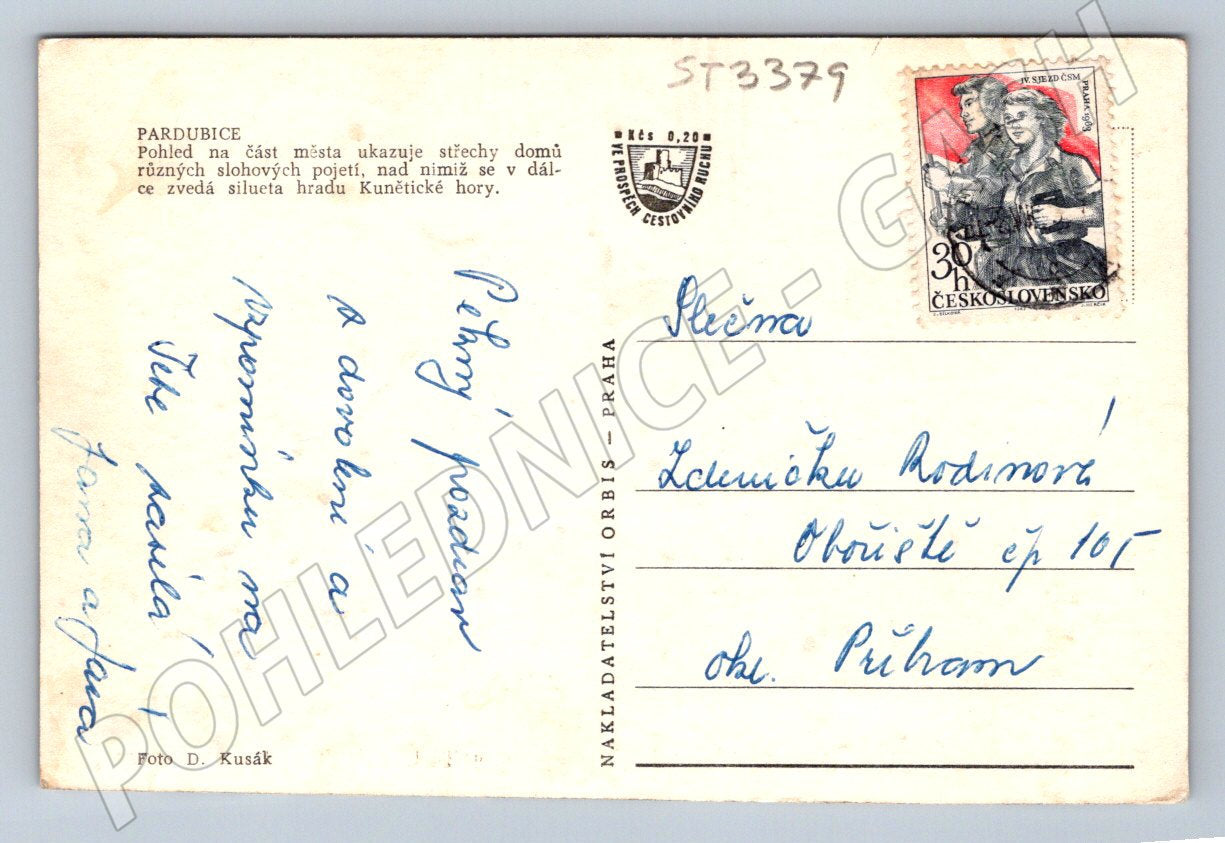 ST3379
PARDUBICE
Pohled na část města ukazuje střechy domů
různých slohových pojetí, nad nimiž se v dál-
ce zvedá silueta hradu Kunětické hory.
Kčs 0,20
VE PROSPĚCH CESTOVNÍHO RUCHU
IV. SJEZD ČSM
PRAHA 1963
30
h
ČESKOSLOVENSKO
Pěkný pozdrav
s dovolené a
vzpomínku na
Tebe zasílá
Jana a Jana
Foto D. Kusák
NAKLADATELSTVÍ ORBIS — PRAHA
Slečna
Zdenička Rodinová
Obořiště čp 105
okr. Příbram
POHLEDNICE - GAUCH